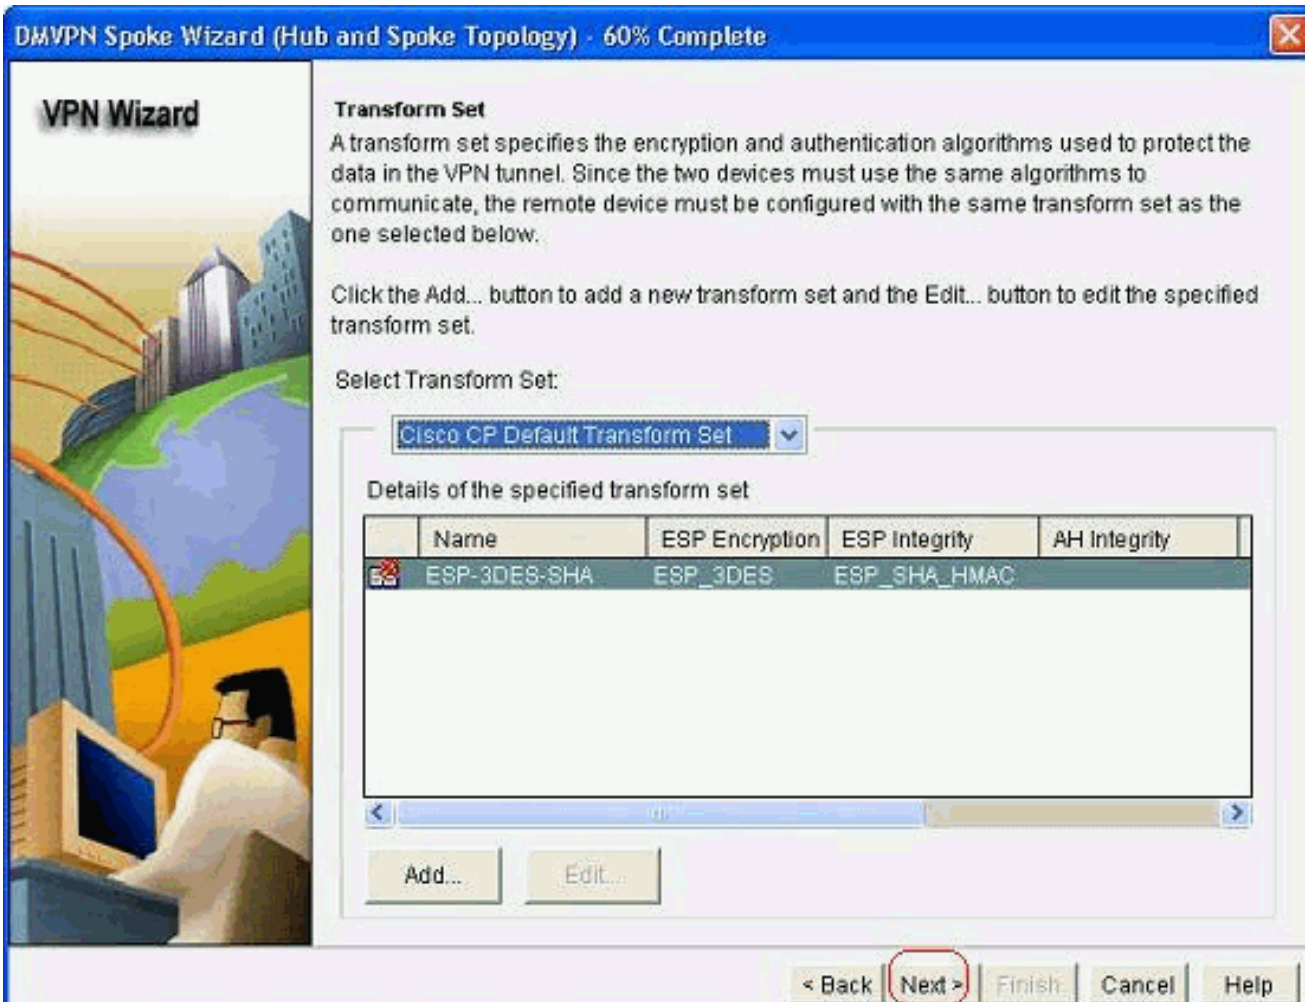 DMVPN Spoke Wizard (Hub and Spoke Topology) - 60% Complete
VPN Wizard
Transform Set
A transform set specifies the encryption and authentication algorithms used to protect the
data in the VPN tunnel. Since the two devices must use the same algorithms to
communicate, the remote device must be configured with the same transform set as the
one selected below.
Click the Add... button to add a new transform set and the Edit... button to edit the specified
transform set.
Select Transform Set:
Cisco CP Default Transform Set
Details of the specified transform set
Name ESP Encryption ESP Integrity AH Integrity
ESP-3DES-SHA ESP_3DES ESP_SHA_HMAC
Add... Edit...
< Back Next > Finish Cancel Help